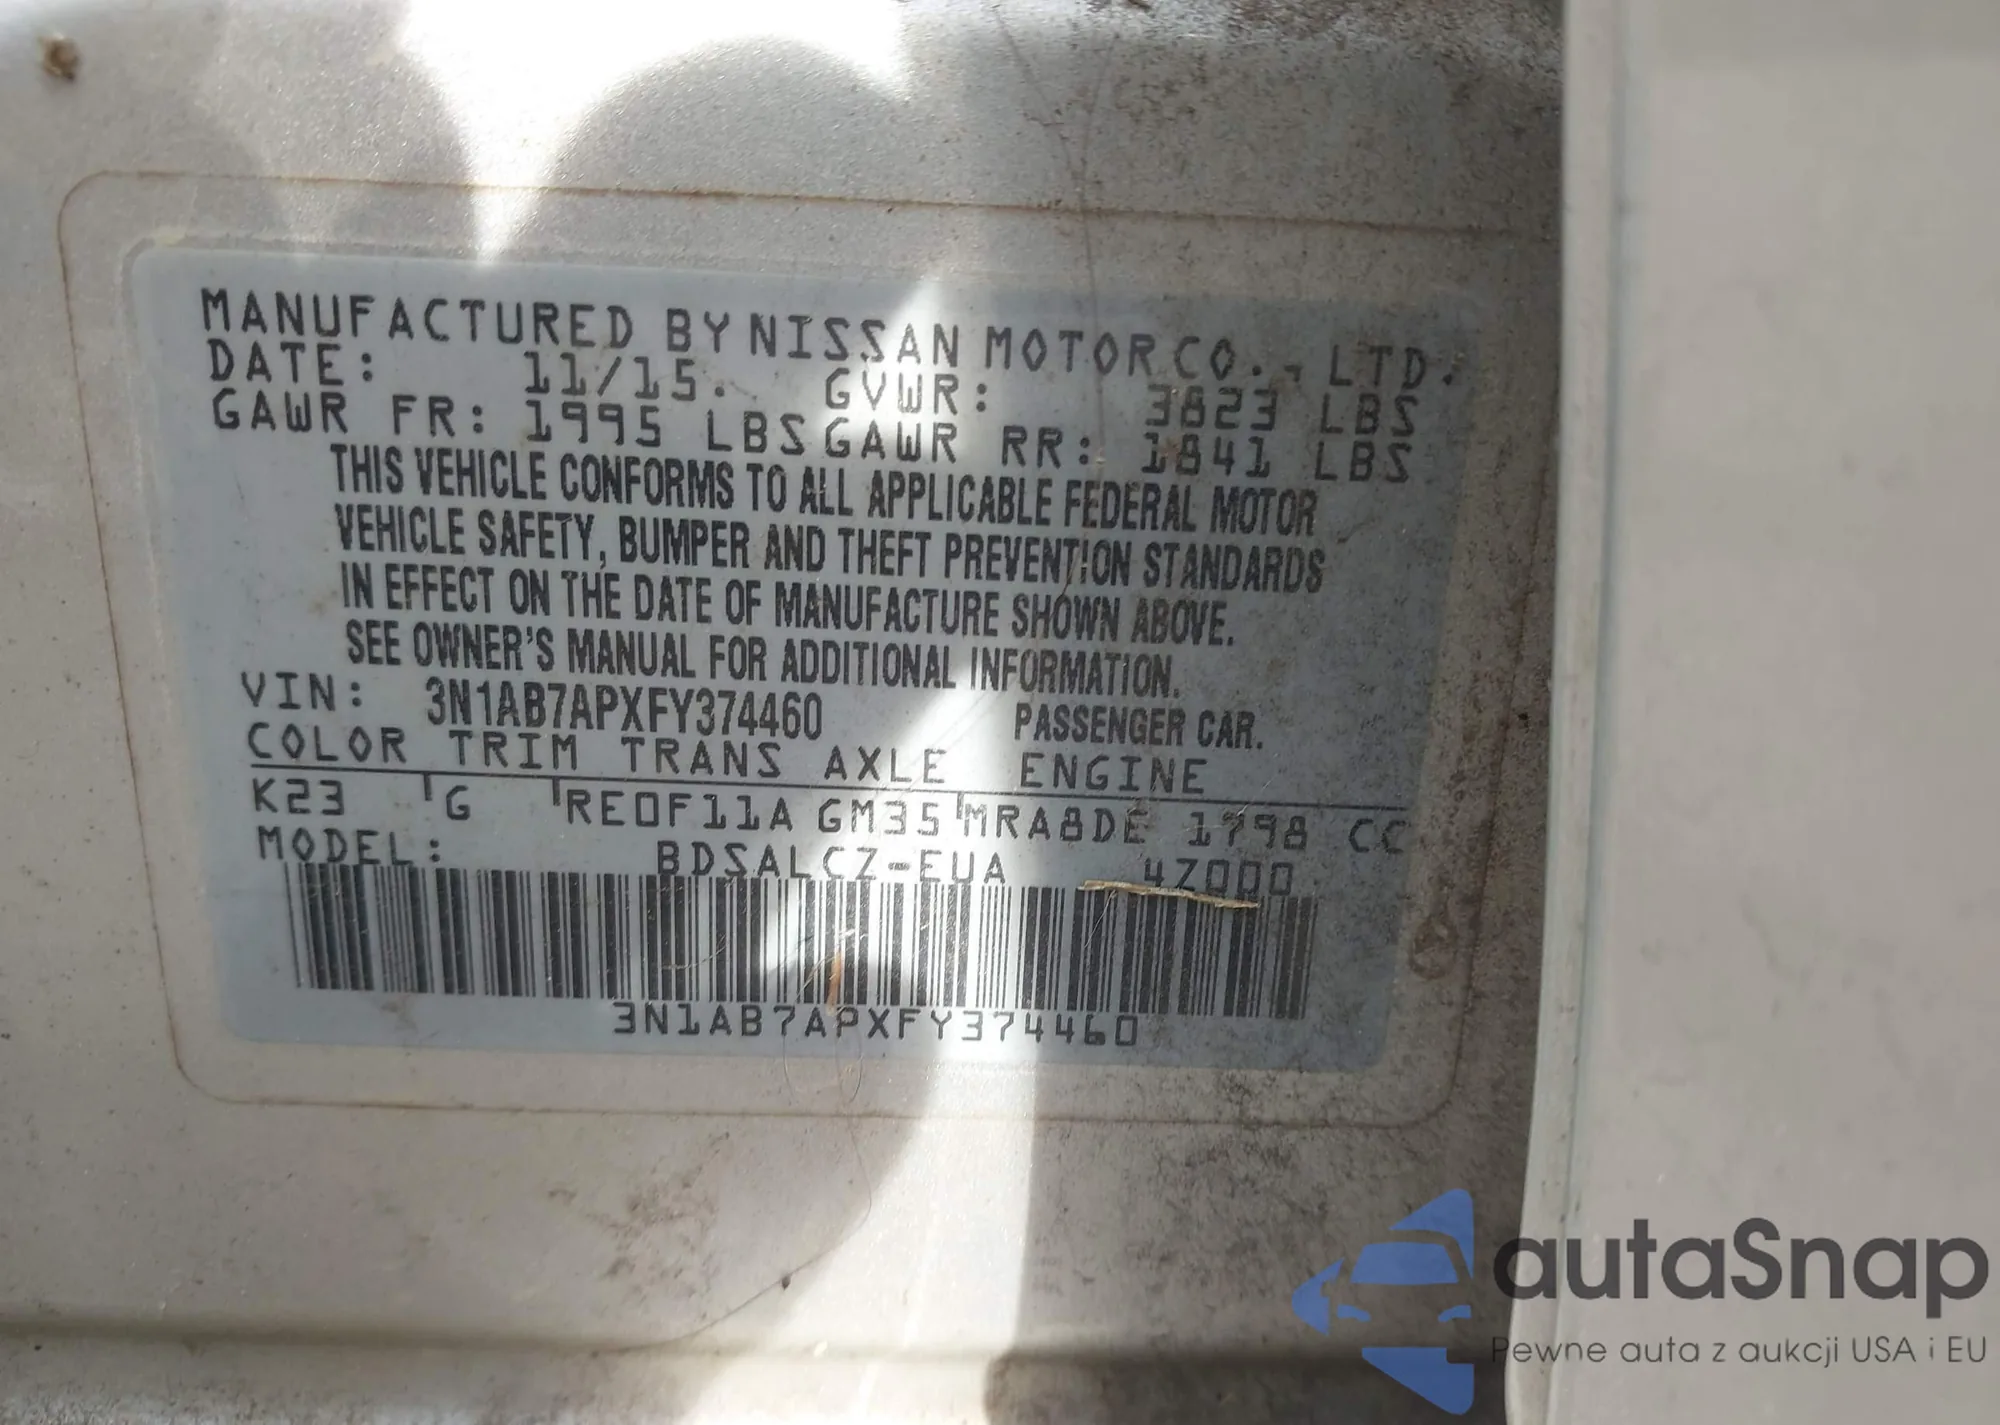 MANUFACTURED BY NISSAN MOTOR CO., LTD.
DATE: 11/15. GVWR: 3823 LBS
GAWR FR: 1995 LBS GAWR RR: 1841 LBS
THIS VEHICLE CONFORMS TO ALL APPLICABLE FEDERAL MOTOR
VEHICLE SAFETY, BUMPER AND THEFT PREVENTION STANDARDS
IN EFFECT ON THE DATE OF MANUFACTURE SHOWN ABOVE.
SEE OWNER'S MANUAL FOR ADDITIONAL INFORMATION.
VIN: 3N1AB7APXFY374460 PASSENGER CAR.
COLOR TRIM TRANS AXLE ENGINE
K23 G RE0F11A GM35 MRA8DE 1798 CC
MODEL: BDSALCZ-EUA 4Z000
3N1AB7APXFY374460
autaSnap
Pewne auta z aukcji USA i EU